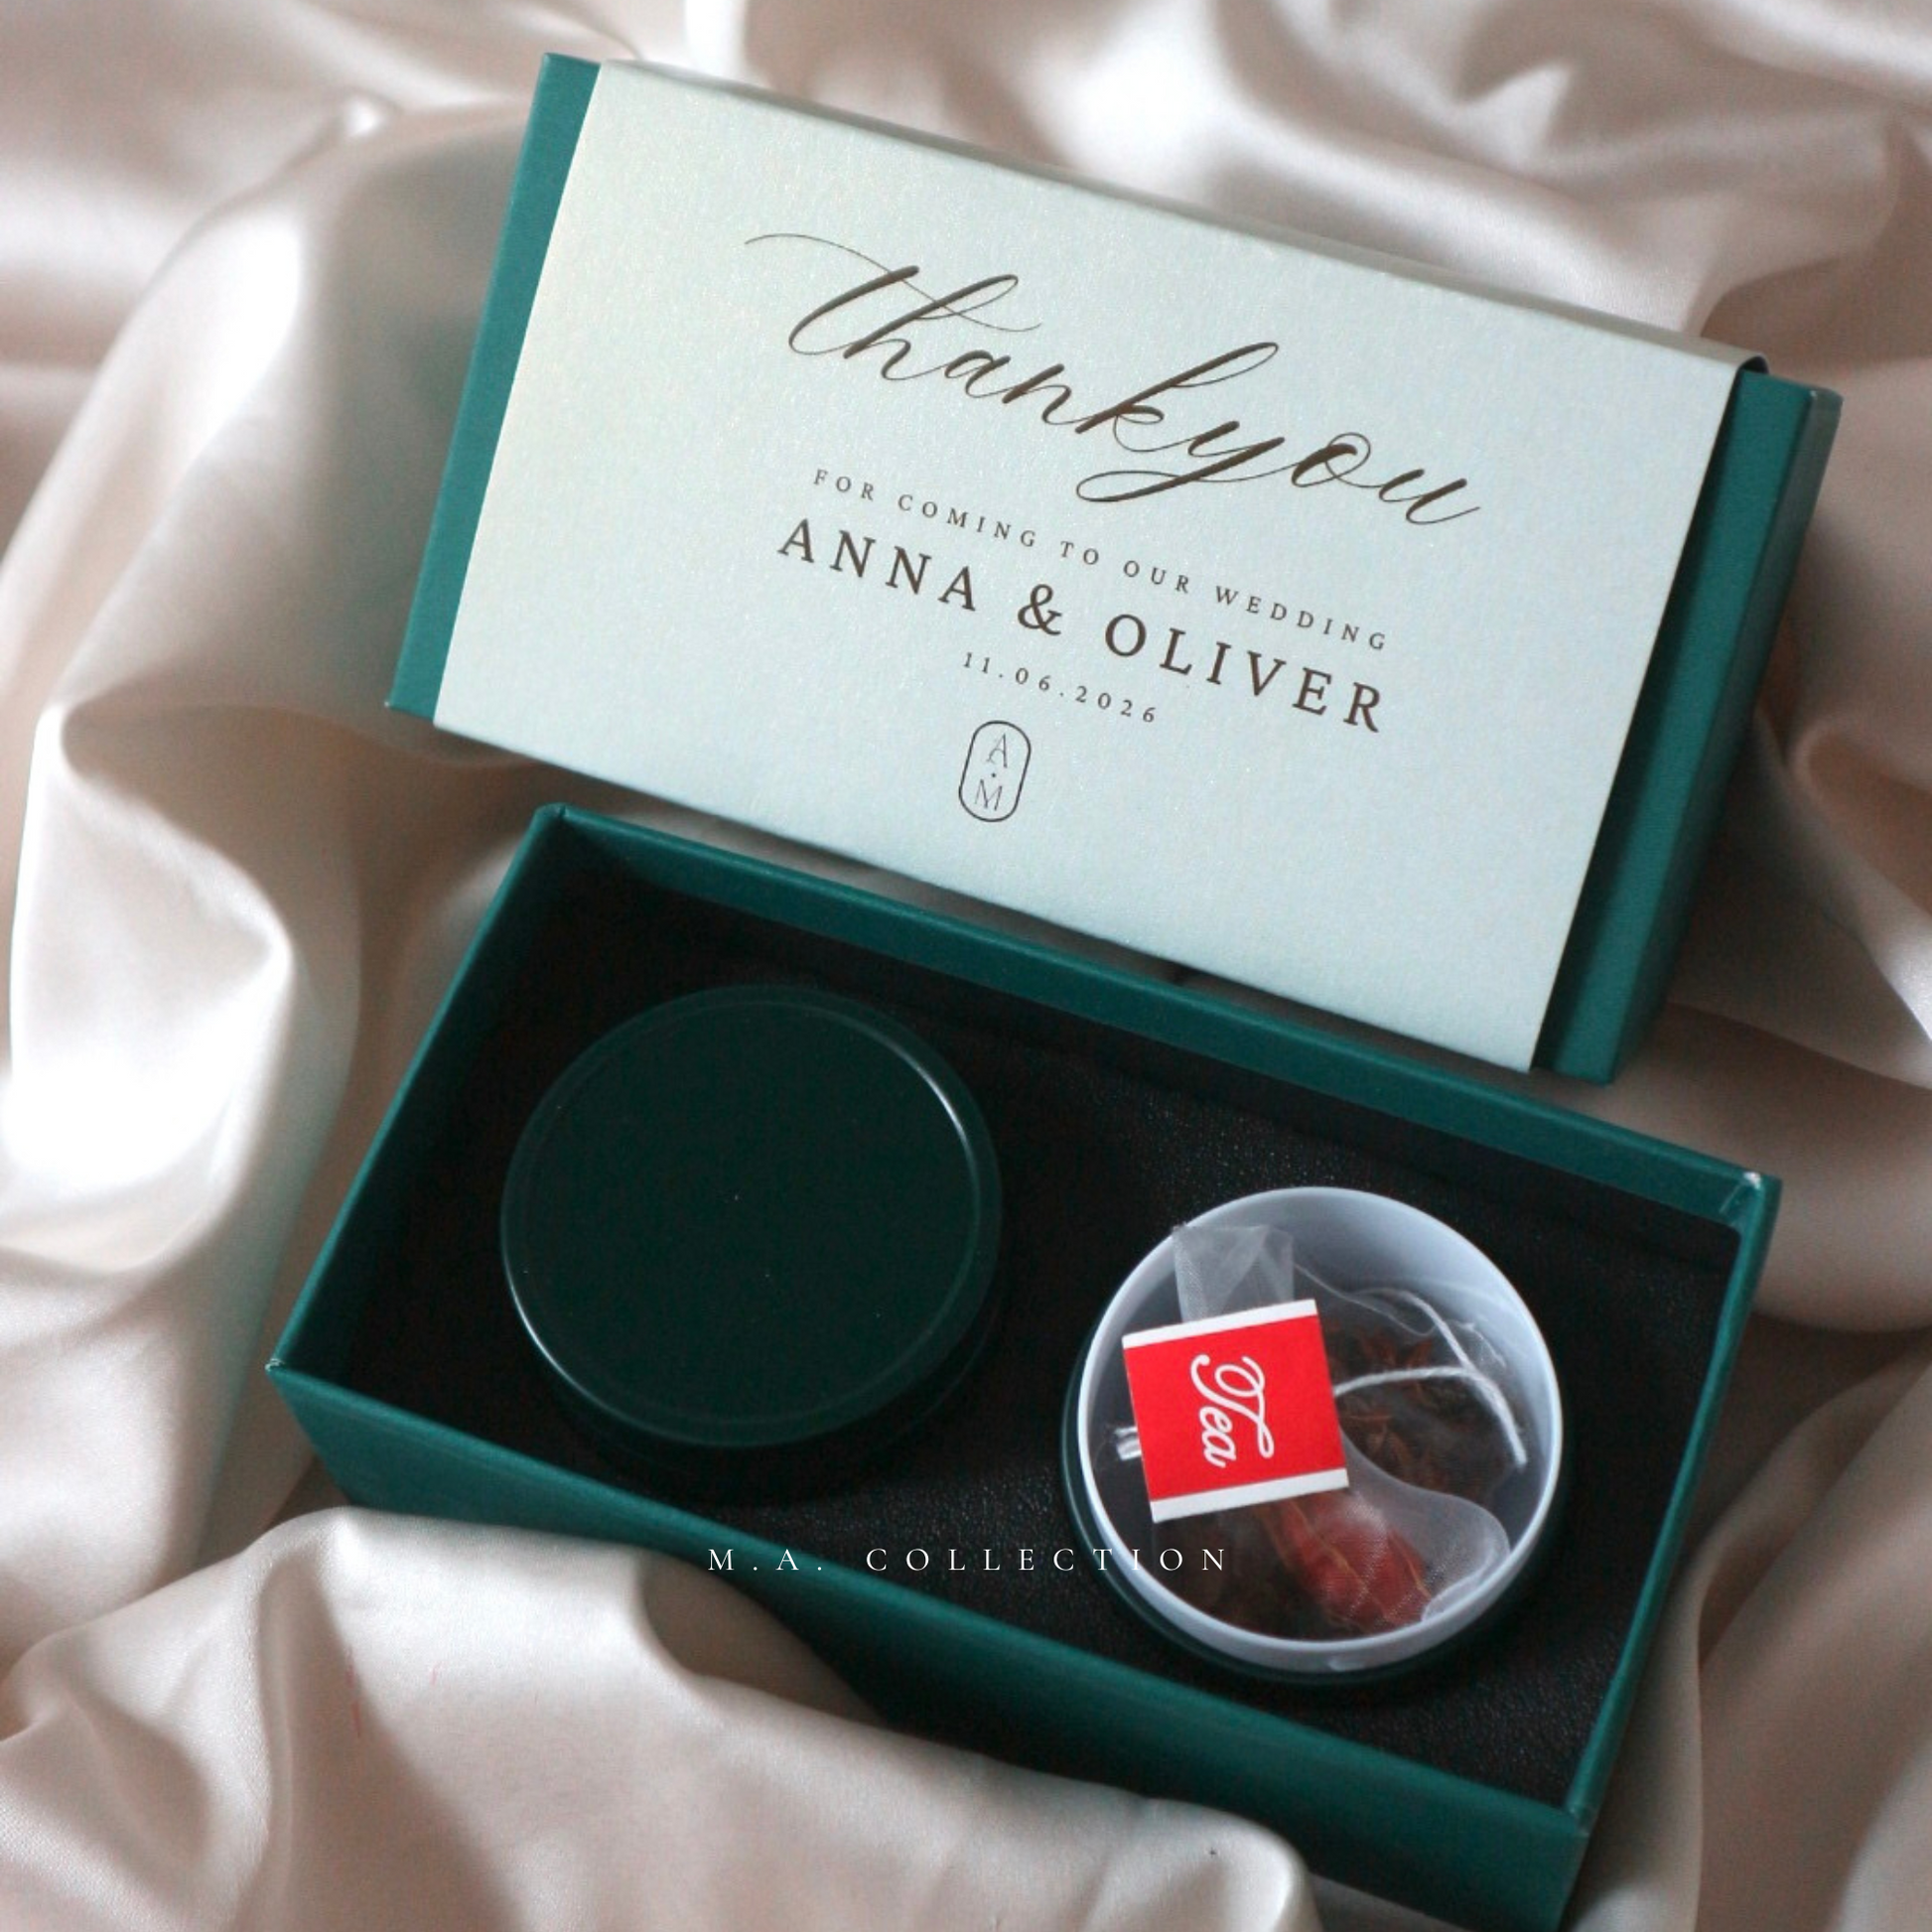 thankyou
FOR COMING TO OUR WEDDING
ANNA & OLIVER
11.06.2026
A
M
Tea
M.A. COLLECTION